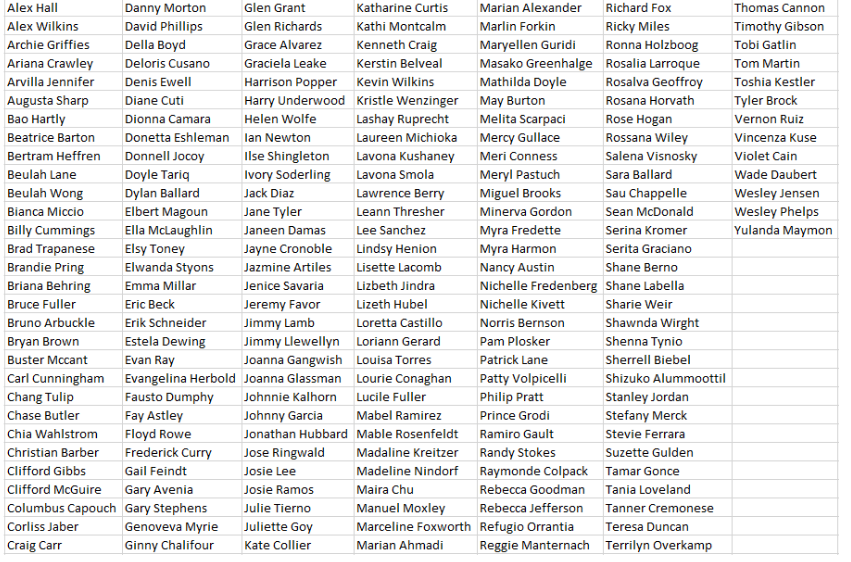 Alex Hall Danny Morton Glen Grant Katharine Curtis Marian Alexander Richard Fox Thomas Cannon
Alex Wilkins David Phillips Glen Richards Kathi Montcalm Marlin Forkin Ricky Miles Timothy Gibson
Archie Griffies Della Boyd Grace Alvarez Kenneth Craig Maryellen Guridi Ronna Holzboog Tobi Gatlin
Ariana Crawley Deloris Cusano Graciela Leake Kerstin Belveal Masako Greenhalge Rosalia Larroque Tom Martin
Arvilla Jennifer Denis Ewell Harrison Popper Kevin Wilkins Mathilda Doyle Rosalva Geoffroy Toshia Kestler
Augusta Sharp Diane Cuti Harry Underwood Kristle Wenzinger May Burton Rosana Horvath Tyler Brock
Bao Hartly Dionna Camara Helen Wolfe Lashay Ruprecht Melita Scarpaci Rose Hogan Vernon Ruiz
Beatrice Barton Donetta Eshleman Ian Newton Laureen Michioka Mercy Gullace Rossana Wiley Vincenza Kuse
Bertram Heffren Donnell Jocoy Ilse Shingleton Lavona Kushaney Meri Conness Salena Visnosky Violet Cain
Beulah Lane Doyle Tariq Ivory Soderling Lavona Smola Meryl Pastuch Sara Ballard Wade Daubert
Beulah Wong Dylan Ballard Jack Diaz Lawrence Berry Miguel Brooks Sau Chappelle Wesley Jensen
Bianca Miccio Elbert Magoun Jane Tyler Leann Thresher Minerva Gordon Sean McDonald Wesley Phelps
Billy Cummings Ella McLaughlin Janeen Damas Lee Sanchez Myra Fredette Serina Kromer Yulanda Maymon
Brad Trapanese Elsy Toney Jayne Cronoble Lindsy Henion Myra Harmon Serita Graciano
Brandie Pring Elwanda Styons Jazmine Artiles Lisette Lacomb Nancy Austin Shane Berno
Briana Behring Emma Millar Jenice Savaria Lizbeth Jindra Nichelle Fredenberg Shane Labella
Bruce Fuller Eric Beck Jeremy Favor Lizeth Hubel Nichelle Kivett Sharie Weir
Bruno Arbuckle Erik Schneider Jimmy Lamb Loretta Castillo Norris Bernson Shawnda Wirght
Bryan Brown Estela Dewing Jimmy Llewellyn Loriann Gerard Pam Plosker Shenna Tynio
Buster Mccant Evan Ray Joanna Gangwish Louisa Torres Patrick Lane Sherrell Biebel
Carl Cunningham Evangelina Herbold Joanna Glassman Lourie Conaghan Patty Volpicelli Shizuko Alummoottil
Chang Tulip Fausto Dumphy Johnnie Kalhorn Lucile Fuller Philip Pratt Stanley Jordan
Chase Butler Fay Astley Johnny Garcia Mabel Ramirez Prince Grodi Stefany Merck
Chia Wahlstrom Floyd Rowe Jonathan Hubbard Mable Rosenfeldt Ramiro Gault Stevie Ferrara
Christian Barber Frederick Curry Jose Ringwald Madaline Kreitzer Randy Stokes Suzette Gulden
Clifford Gibbs Gail Feindt Josie Lee Madeline Nindorf Raymonde Colpack Tamar Gonce
Clifford McGuire Gary Avenia Josie Ramos Maira Chu Rebecca Goodman Tania Loveland
Columbus Capouch Gary Stephens Julie Tierno Manuel Moxley Rebecca Jefferson Tanner Cremonese
Corliss Jaber Genoveva Myrie Juliette Goy Marceline Foxworth Refugio Orrantia Teresa Duncan
Craig Carr Ginny Chalifour Kate Collier Marian Ahmadi Reggie Manternach Terrilyn Overkamp